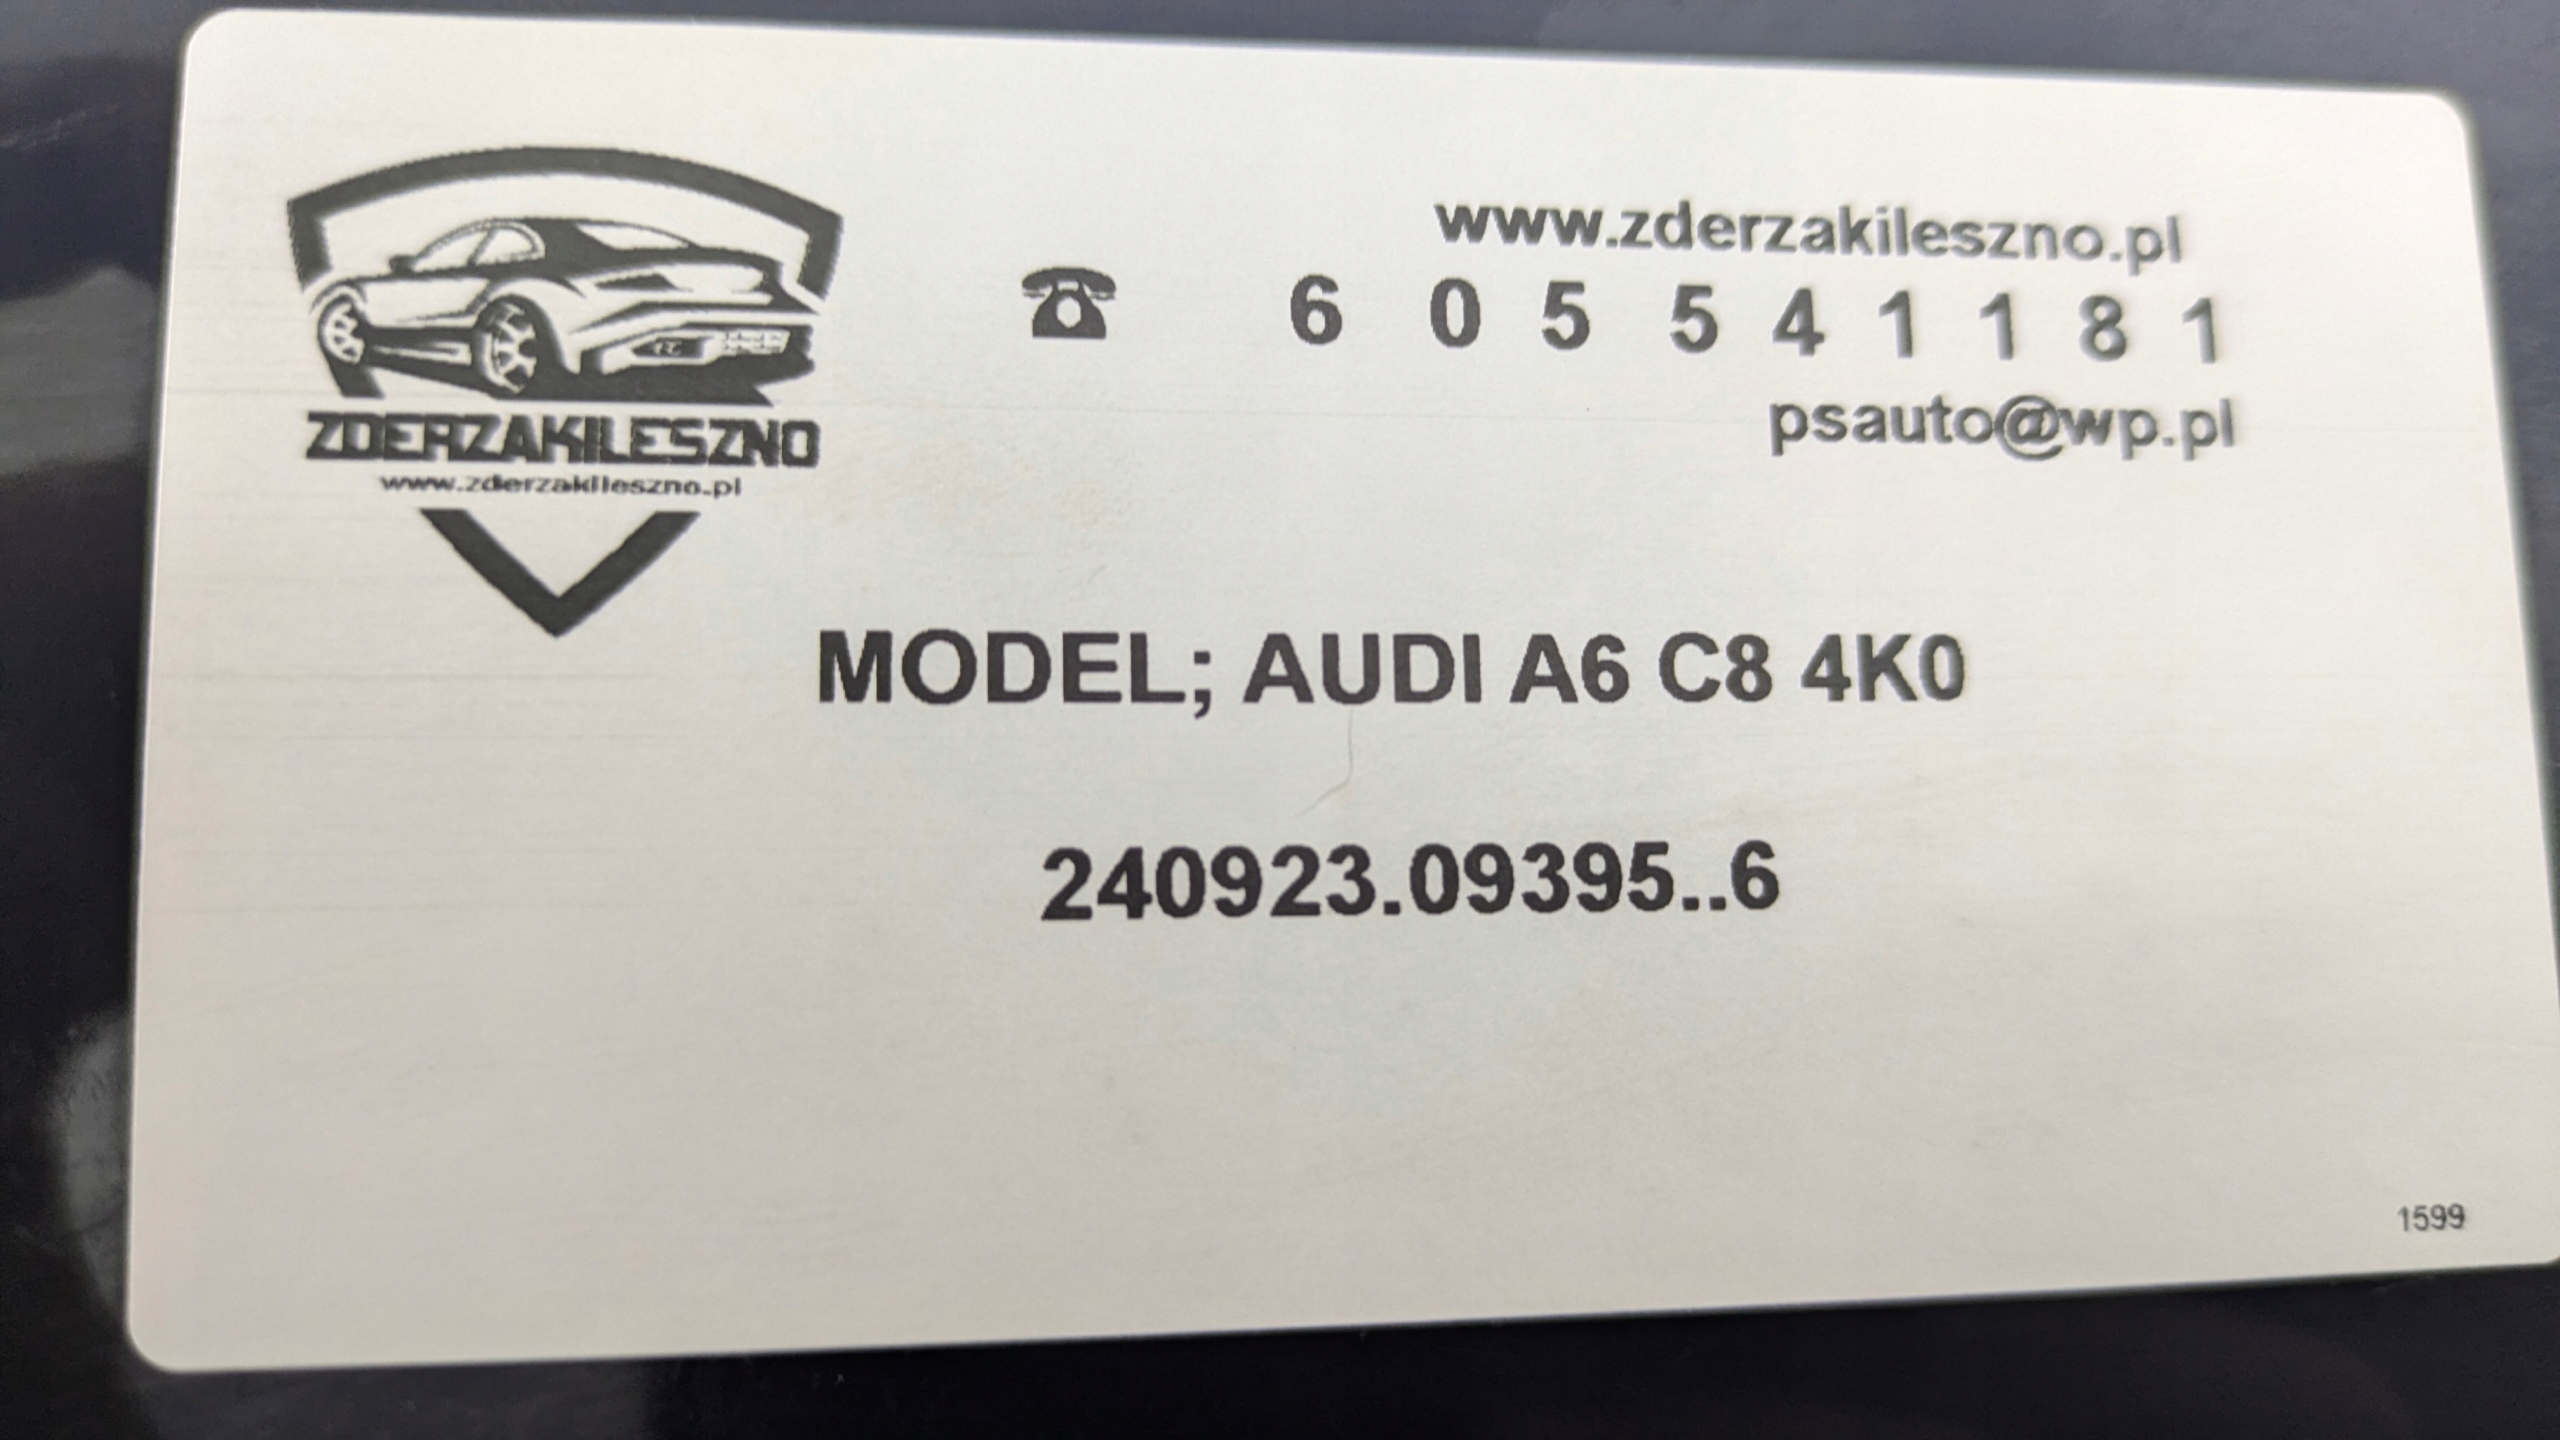 ZDERZAKILESZNO
www.zderzakileszno.pl
www.zderzakileszno.pl
☎ 6 0 5 5 4 1 1 8 1
psauto@wp.pl
MODEL; AUDI A6 C8 4K0
240923.09395..6
1599